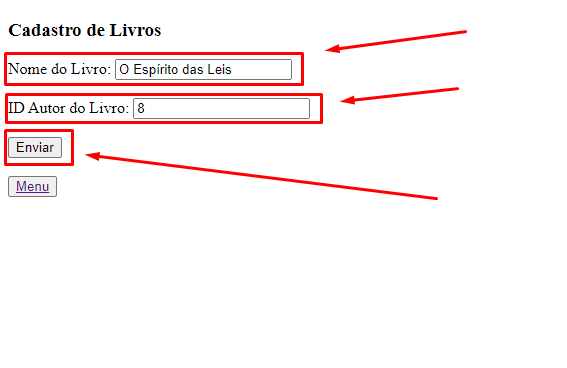 Cadastro de Livros
Nome do Livro: O Espírito das Leis
ID Autor do Livro: 8
Enviar
Menu